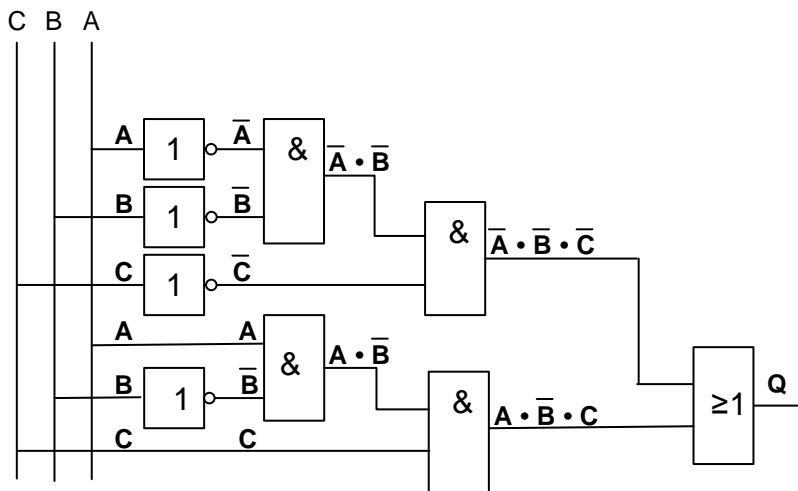 C B A
A 1 A̅ &
A̅ • B̅
B 1 B̅
&
A̅ • B̅ • C̅
C 1 C̅
A A
&
A • B̅
B 1 B̅
&
A • B̅ • C
≥1
Q
C C